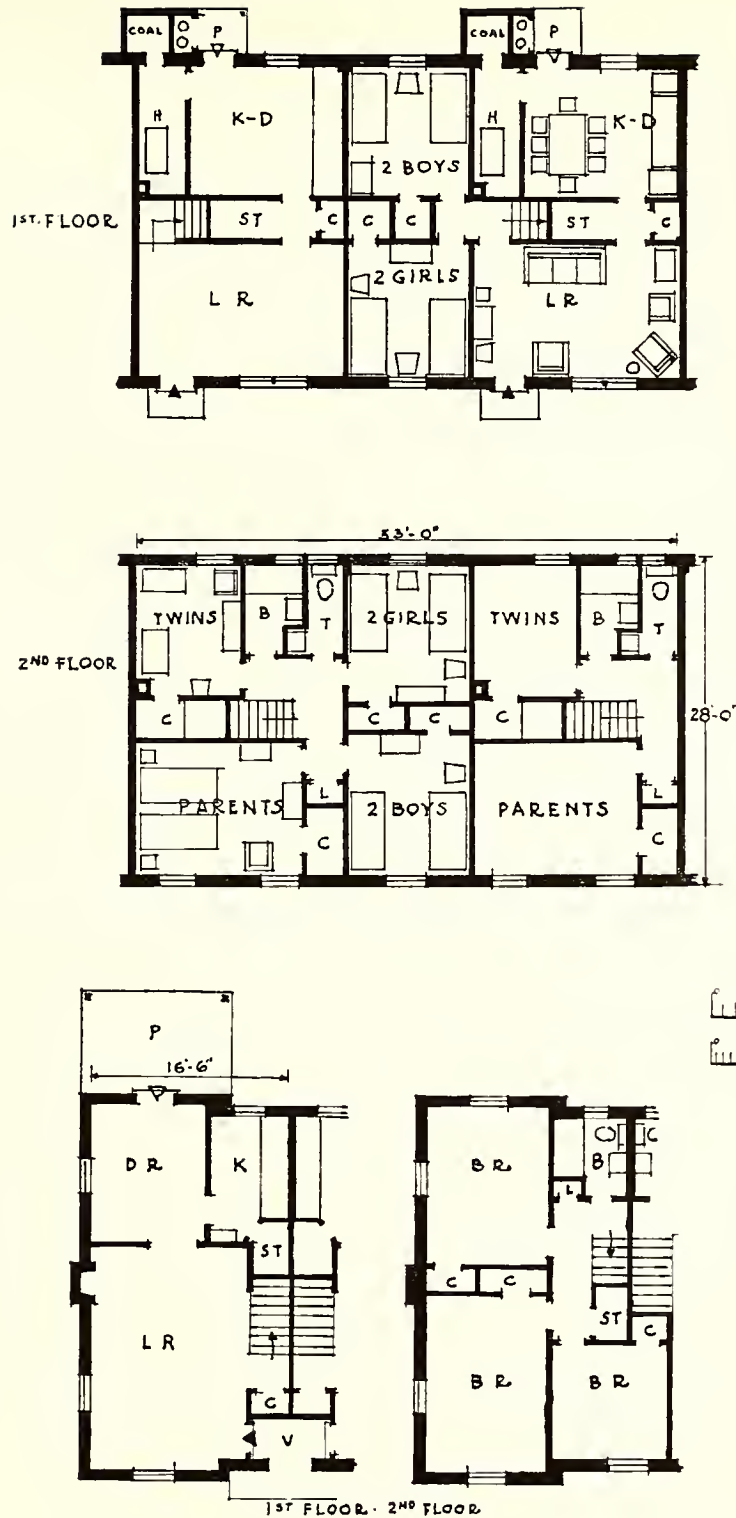 COAL P COAL P
H K-D H K-D
2 BOYS
1ST. FLOOR ST C C C ST C
2 GIRLS
L R L R
33'-0"
TWINS B T 2 GIRLS TWINS B T
2ND FLOOR
C C C C 28'-0"
PARENTS L 2 BOYS PARENTS L
C C
P
16'-6"
D R K B R B C
L
ST C C
ST C
L R B R B R
C
V
1ST FLOOR - 2ND FLOOR